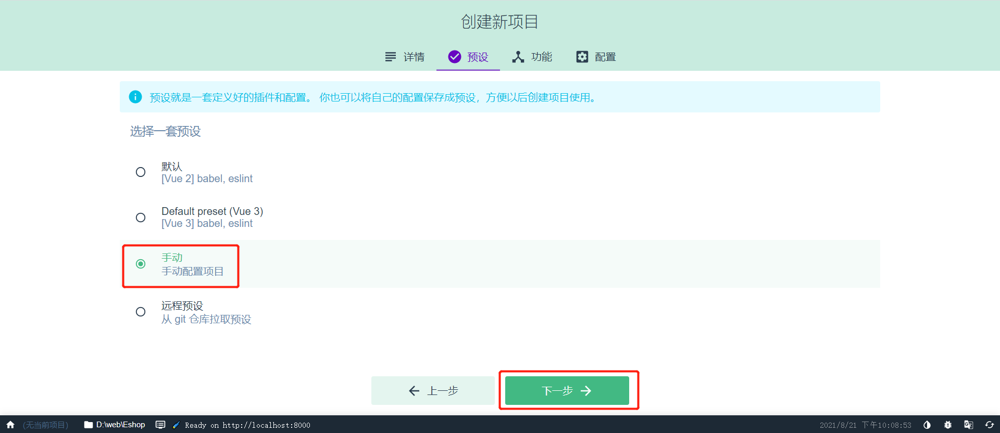 创建新项目
详情 预设 功能 配置
预设就是一套定义好的插件和配置。 你也可以将自己的配置保存成预设，方便以后创建项目使用。
选择一套预设
默认
[Vue 2] babel, eslint
Default preset (Vue 3)
[Vue 3] babel, eslint
手动
手动配置项目
远程预设
从 git 仓库拉取预设
上一步 下一步
(无当前项目) D:\web\Eshop Ready on http://localhost:8000 2021/8/21 下午10:08:53